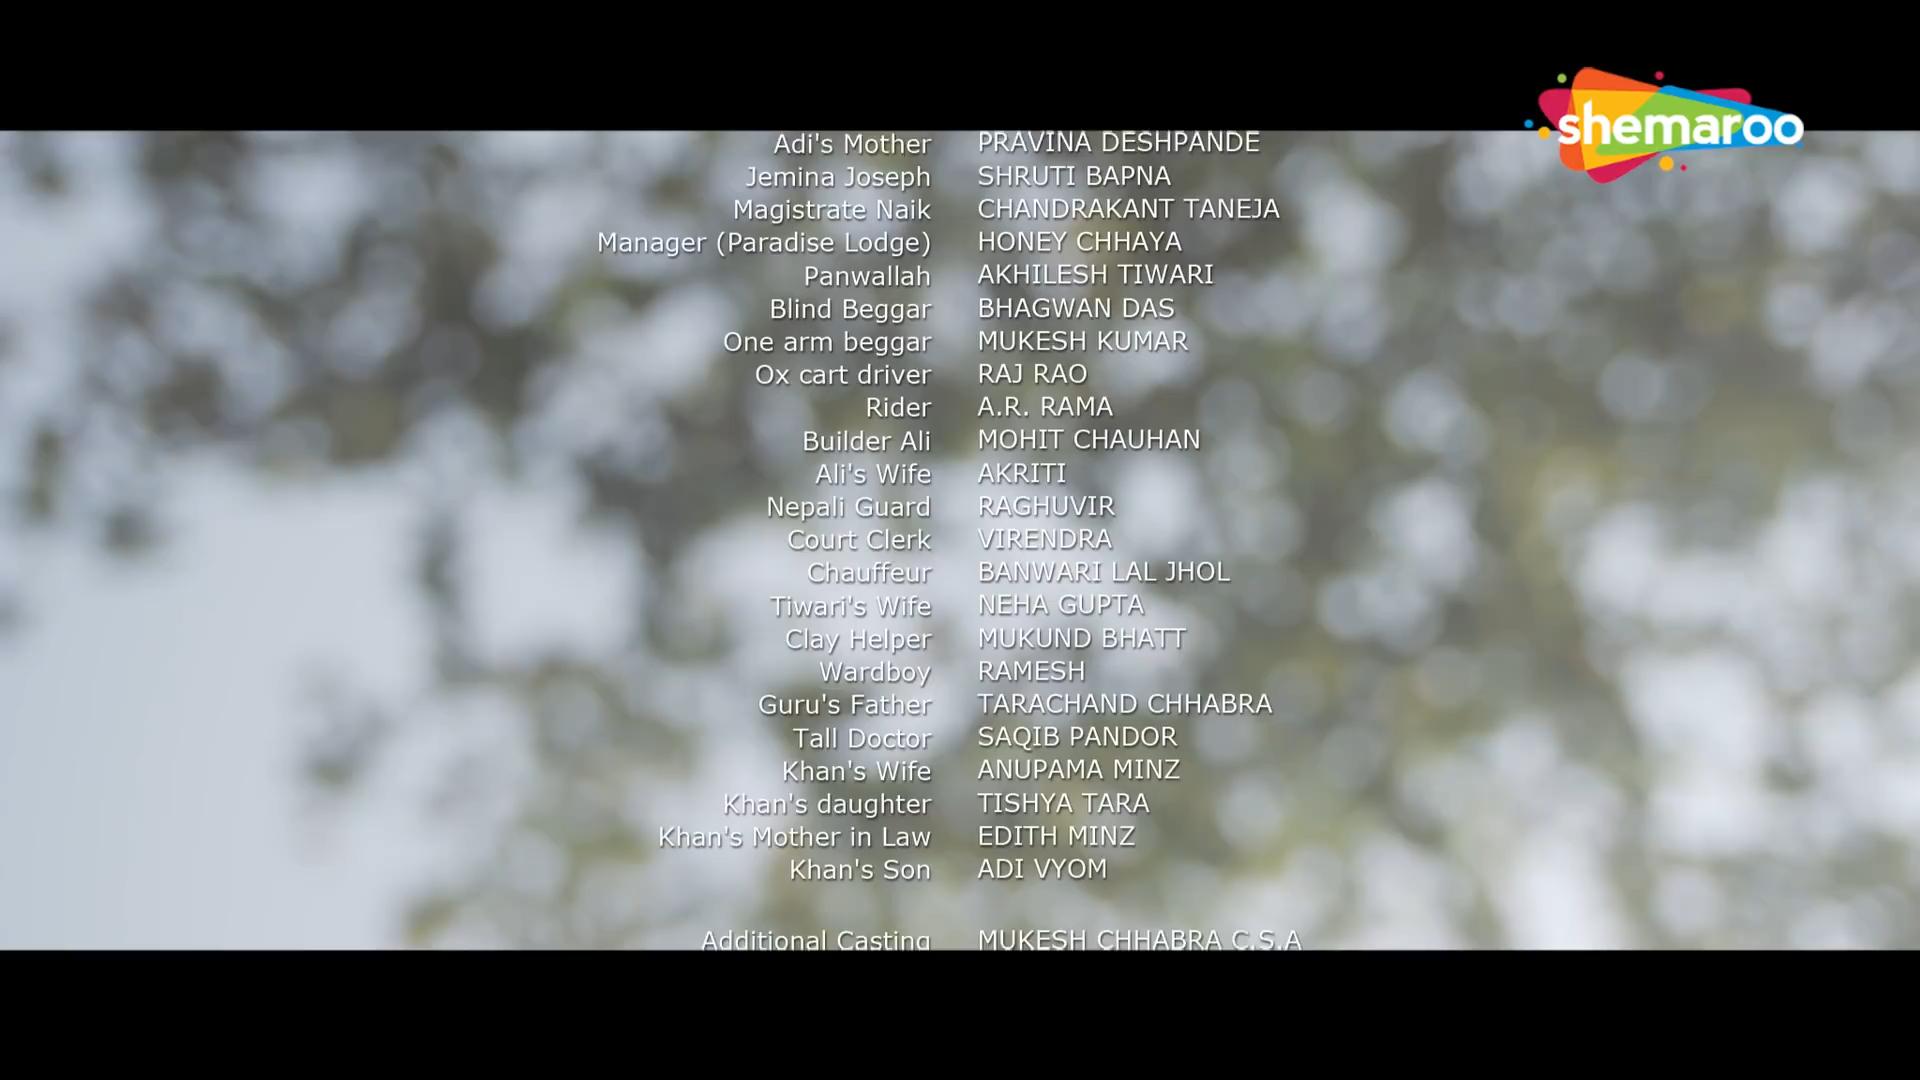 shemaroo
Adi's Mother PRAVINA DESHPANDE
Jemina Joseph SHRUTI BAPNA
Magistrate Naik CHANDRAKANT TANEJA
Manager (Paradise Lodge) HONEY CHHAYA
Panwallah AKHILESH TIWARI
Blind Beggar BHAGWAN DAS
One arm beggar MUKESH KUMAR
Ox cart driver RAJ RAO
Rider A.R. RAMA
Builder Ali MOHIT CHAUHAN
Ali's Wife AKRITI
Nepali Guard RAGHUVIR
Court Clerk VIRENDRA
Chauffeur BANWARI LAL JHOL
Tiwari's Wife NEHA GUPTA
Clay Helper MUKUND BHATT
Wardboy RAMESH
Guru's Father TARACHAND CHHABRA
Tall Doctor SAQIB PANDOR
Khan's Wife ANUPAMA MINZ
Khan's daughter TISHYA TARA
Khan's Mother in Law EDITH MINZ
Khan's Son ADI VYOM
Additional Casting MUKESH CHHABRA C.S.A